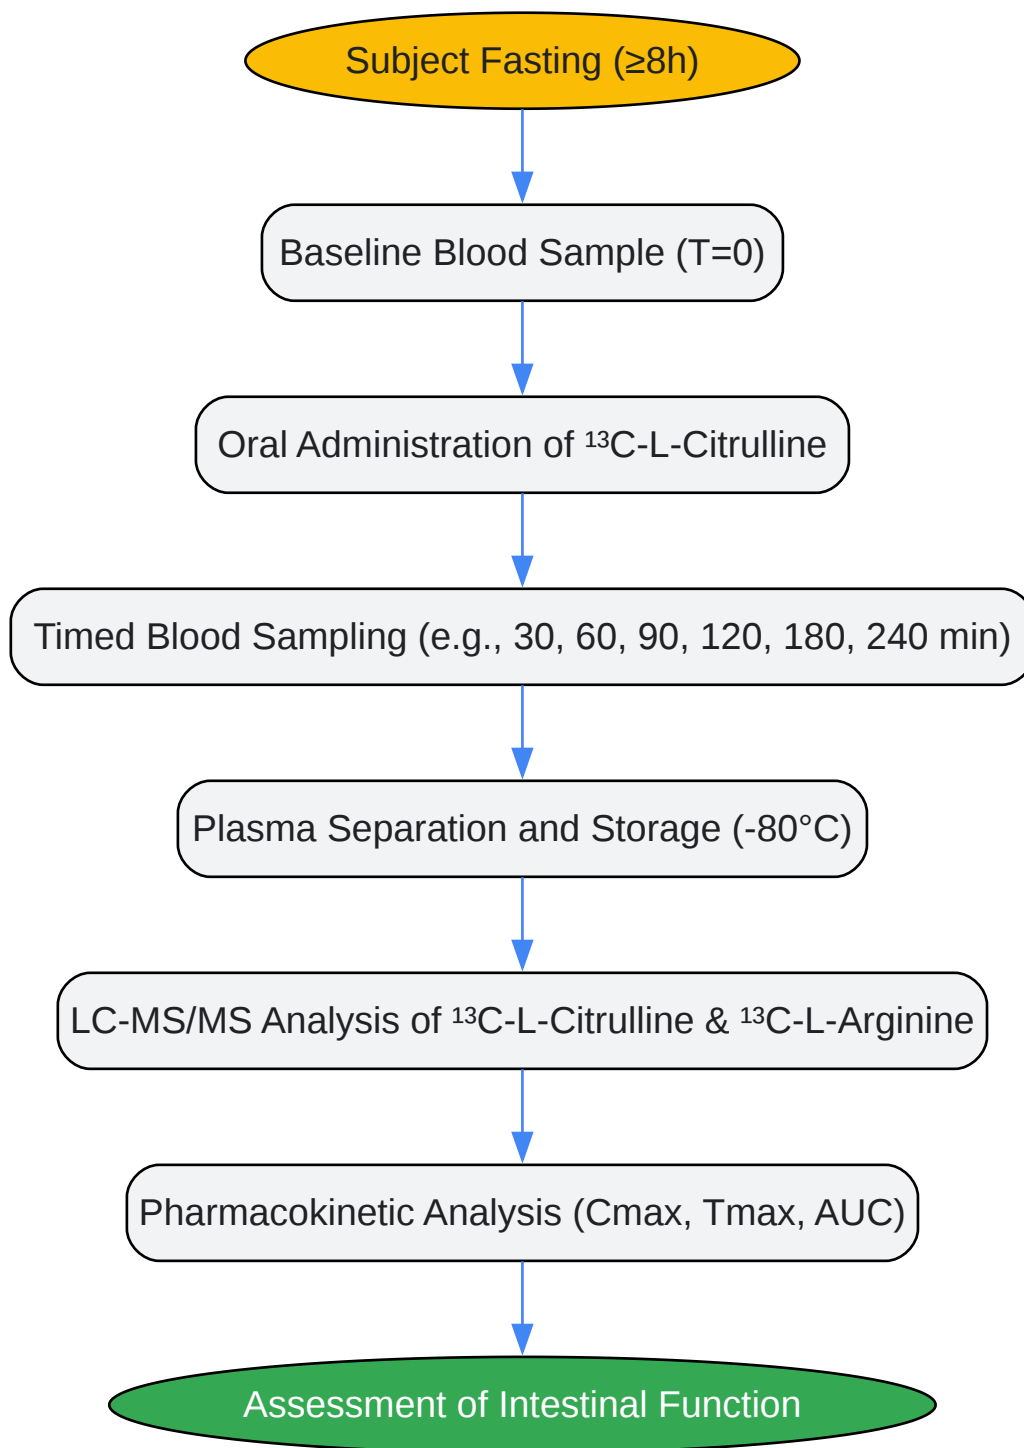 Subject Fasting (≥8h)
Baseline Blood Sample (T=0)
Oral Administration of ¹³C-L-Citrulline
Timed Blood Sampling (e.g., 30, 60, 90, 120, 180, 240 min)
Plasma Separation and Storage (-80°C)
LC-MS/MS Analysis of ¹³C-L-Citrulline & ¹³C-L-Arginine
Pharmacokinetic Analysis (Cmax, Tmax, AUC)
Assessment of Intestinal Function